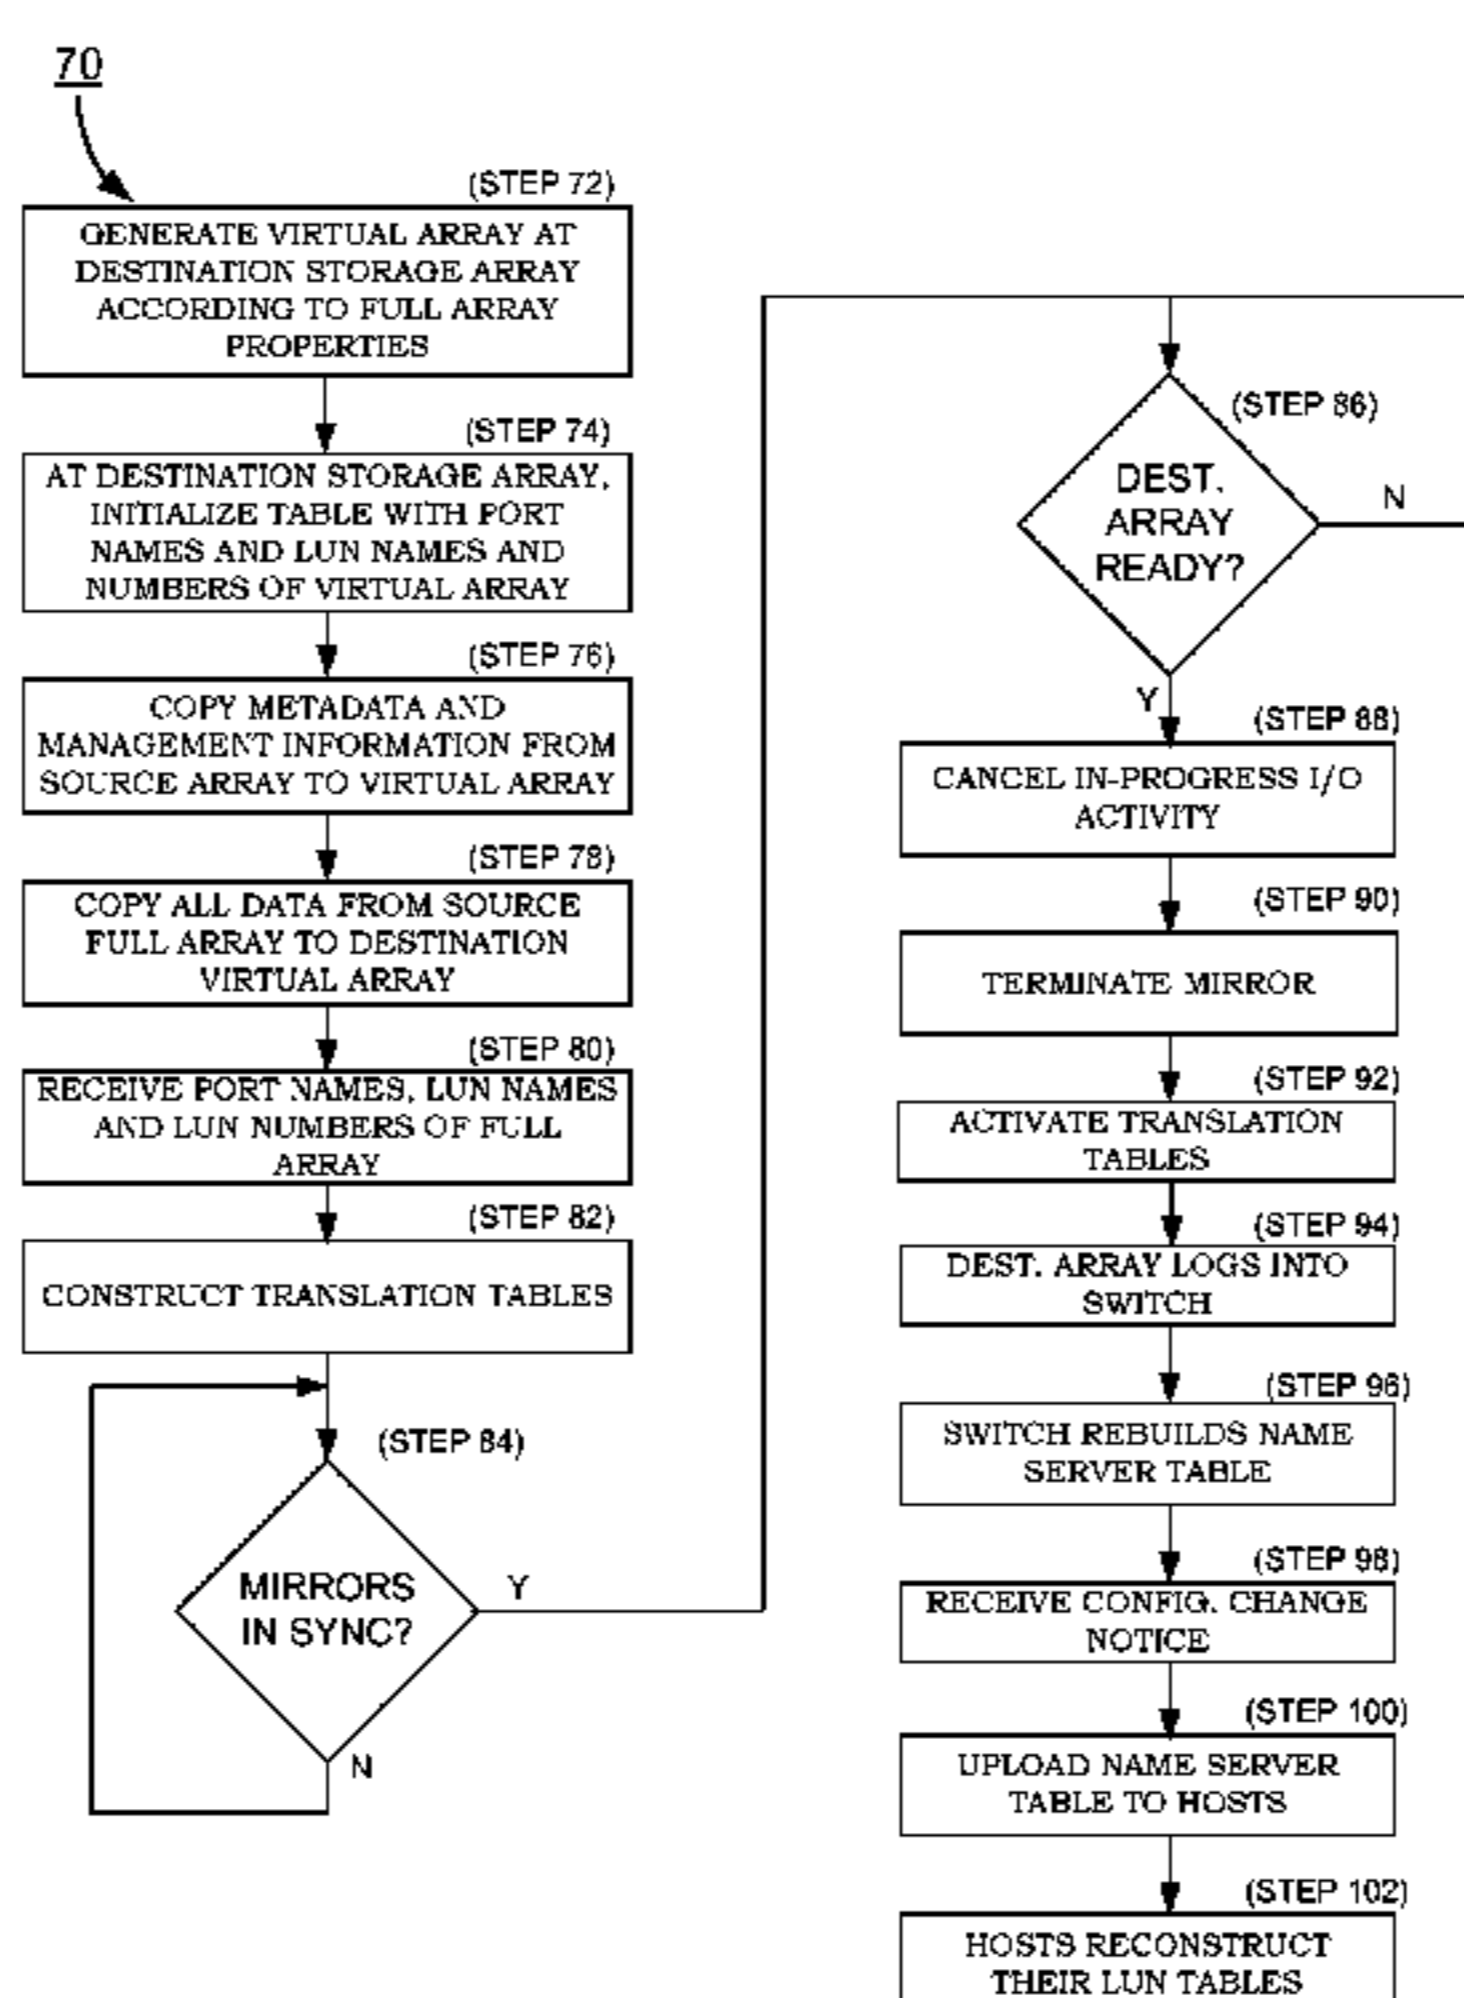 70
(STEP 72)
GENERATE VIRTUAL ARRAY AT
DESTINATION STORAGE ARRAY
ACCORDING TO FULL ARRAY
PROPERTIES
(STEP 74)
AT DESTINATION STORAGE ARRAY,
INITIALIZE TABLE WITH PORT
NAMES AND LUN NAMES AND
NUMBERS OF VIRTUAL ARRAY
(STEP 76)
COPY METADATA AND
MANAGEMENT INFORMATION FROM
SOURCE ARRAY TO VIRTUAL ARRAY
(STEP 78)
COPY ALL DATA FROM SOURCE
FULL ARRAY TO DESTINATION
VIRTUAL ARRAY
(STEP 80)
RECEIVE PORT NAMES, LUN NAMES
AND LUN NUMBERS OF FULL
ARRAY
(STEP 82)
CONSTRUCT TRANSLATION TABLES
(STEP 84)
MIRRORS
IN SYNC?
Y
N
(STEP 86)
DEST.
ARRAY
READY?
N
Y
(STEP 88)
CANCEL IN-PROGRESS I/O
ACTIVITY
(STEP 90)
TERMINATE MIRROR
(STEP 92)
ACTIVATE TRANSLATION
TABLES
(STEP 94)
DEST. ARRAY LOGS INTO
SWITCH
(STEP 96)
SWITCH REBUILDS NAME
SERVER TABLE
(STEP 98)
RECEIVE CONFIG. CHANGE
NOTICE
(STEP 100)
UPLOAD NAME SERVER
TABLE TO HOSTS
(STEP 102)
HOSTS RECONSTRUCT
THEIR LUN TABLES